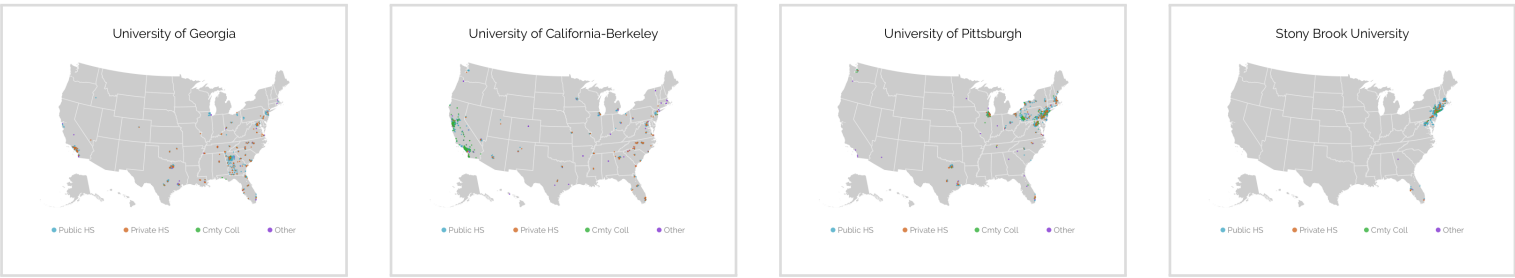 University of Georgia
Public HS Private HS Cmty Coll Other
University of California-Berkeley
Public HS Private HS Cmty Coll Other
University of Pittsburgh
Public HS Private HS Cmty Coll Other
Stony Brook University
Public HS Private HS Cmty Coll Other